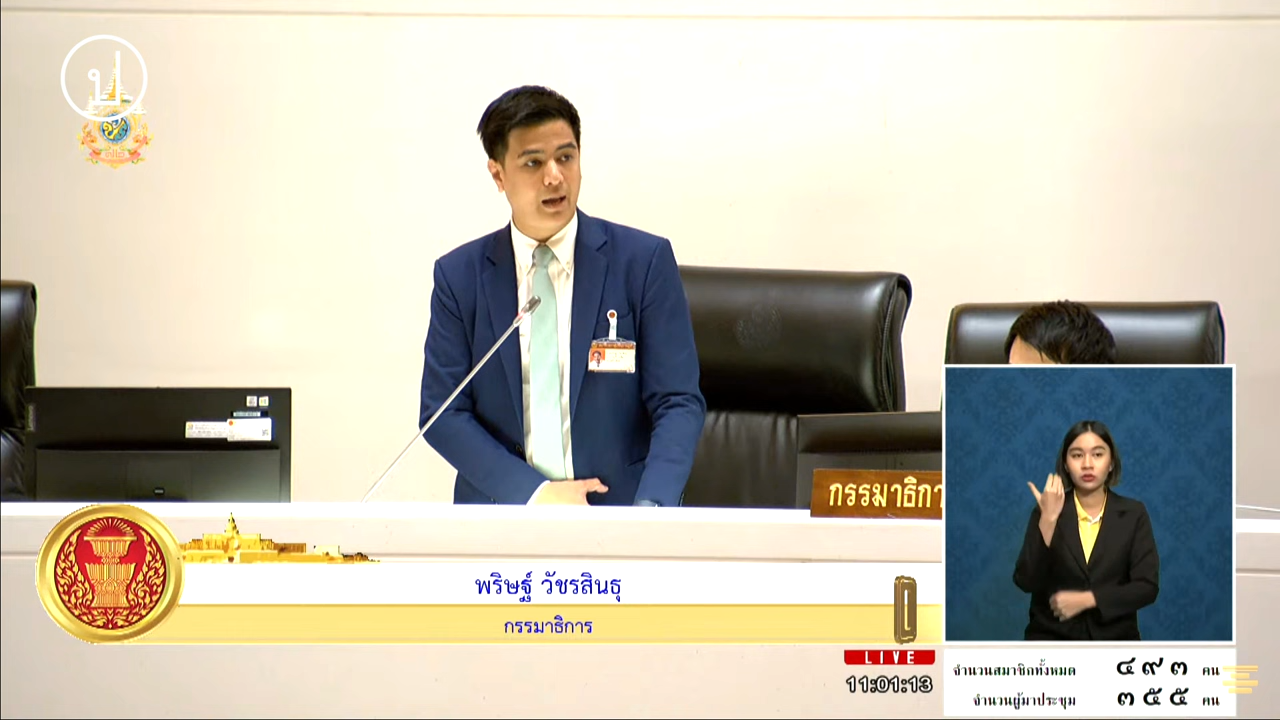 ป
๗๒
กรรมาธิกา
พริษฐ์ วัชรสินธุ
กรรมาธิการ
LIVE
11:01:13
จำนวนสมาชิกทั้งหมด ๔๙๓ คน
จำนวนผู้มาประชุม ๓๕๕ คน